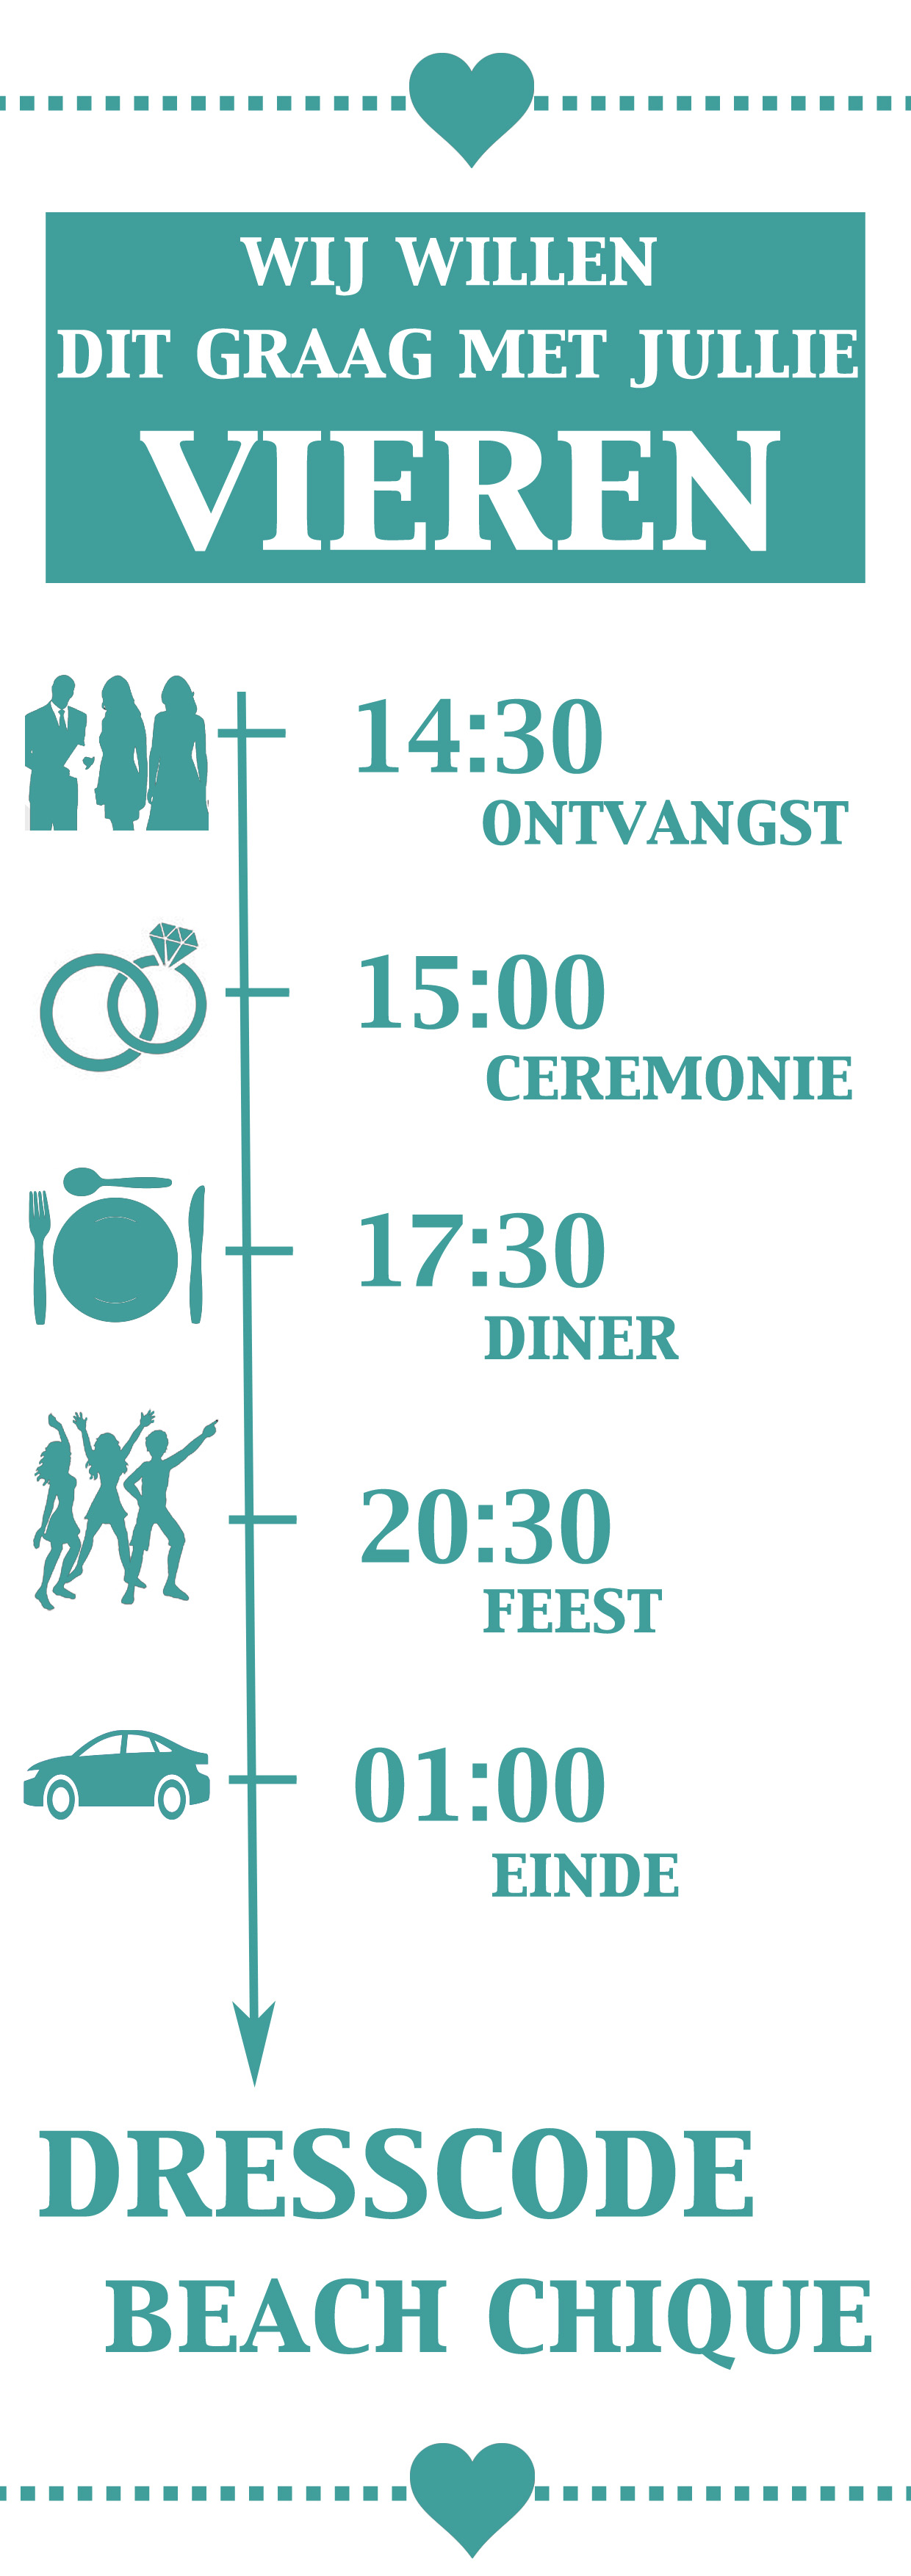 WIJ WILLEN
DIT GRAAG MET JULLIE
VIEREN
14:30
ONTVANGST
15:00
CEREMONIE
17:30
DINER
20:30
FEEST
01:00
EINDE
DRESSCODE
BEACH CHIQUE